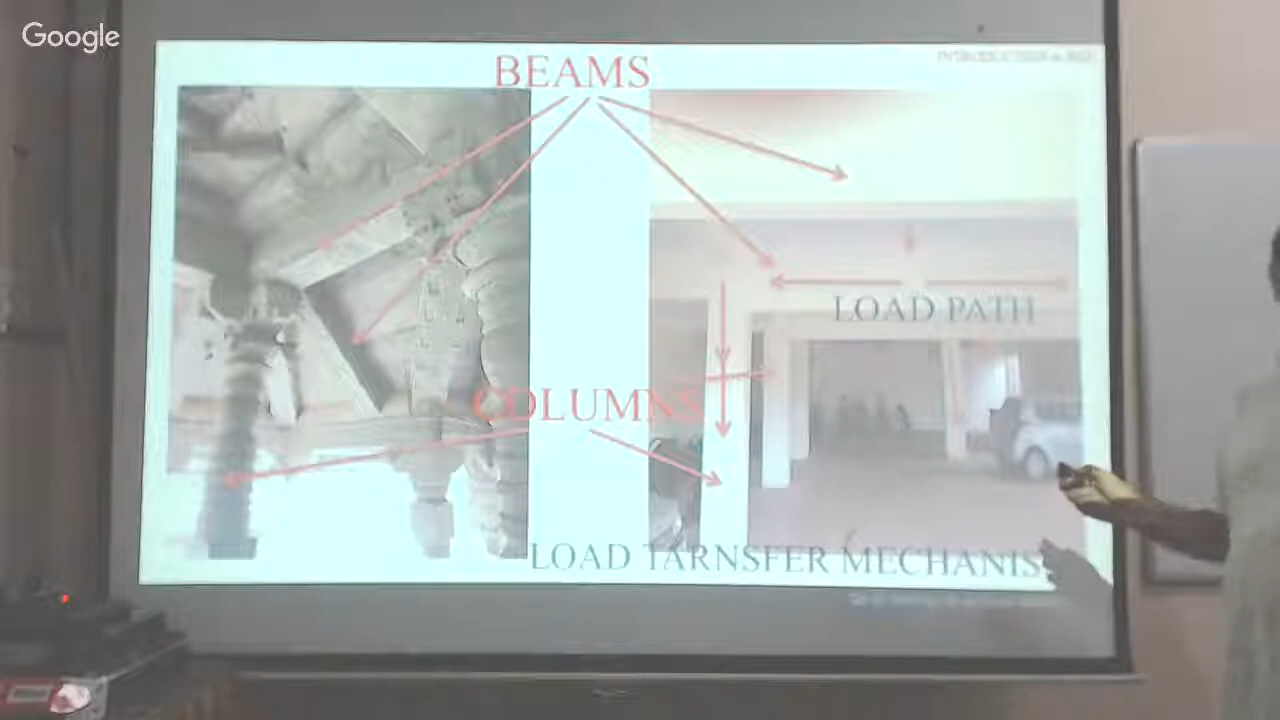 Google
BEAMS
LOAD PATH
COLUMNS
LOAD TARNSFER MECHANIS